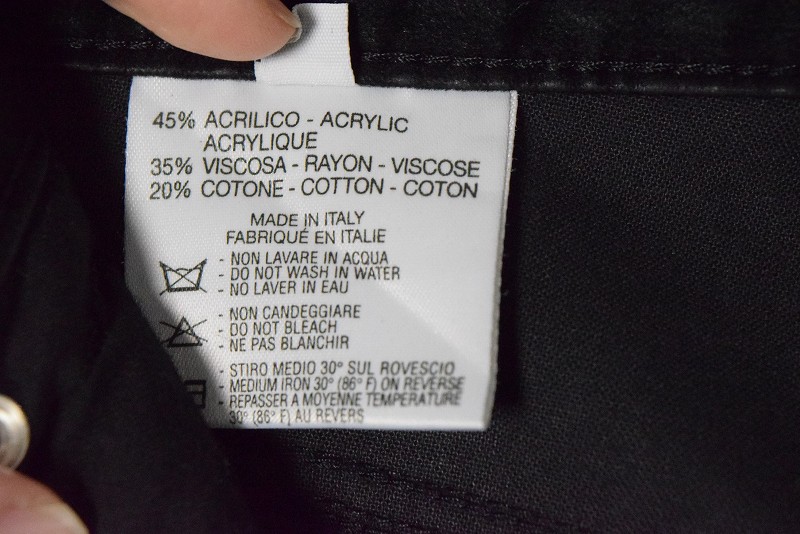 45% ACRILICO - ACRYLIC
ACRYLIQUE
35% VISCOSA - RAYON - VISCOSE
20% COTONE - COTTON - COTON
MADE IN ITALY
FABRIQUÉ EN ITALIE
- NON LAVARE IN ACQUA
- DO NOT WASH IN WATER
- NO LAVER IN EAU
- NON CANDEGGIARE
- DO NOT BLEACH
- NE PAS BLANCHIR
- STIRO MEDIO 30° SUL ROVESCIO
- MEDIUM IRON 30° (86° F) ON REVERSE
- REPASSER A MOYENNE TEMPERATURE
30° (86° F) AU REVERS